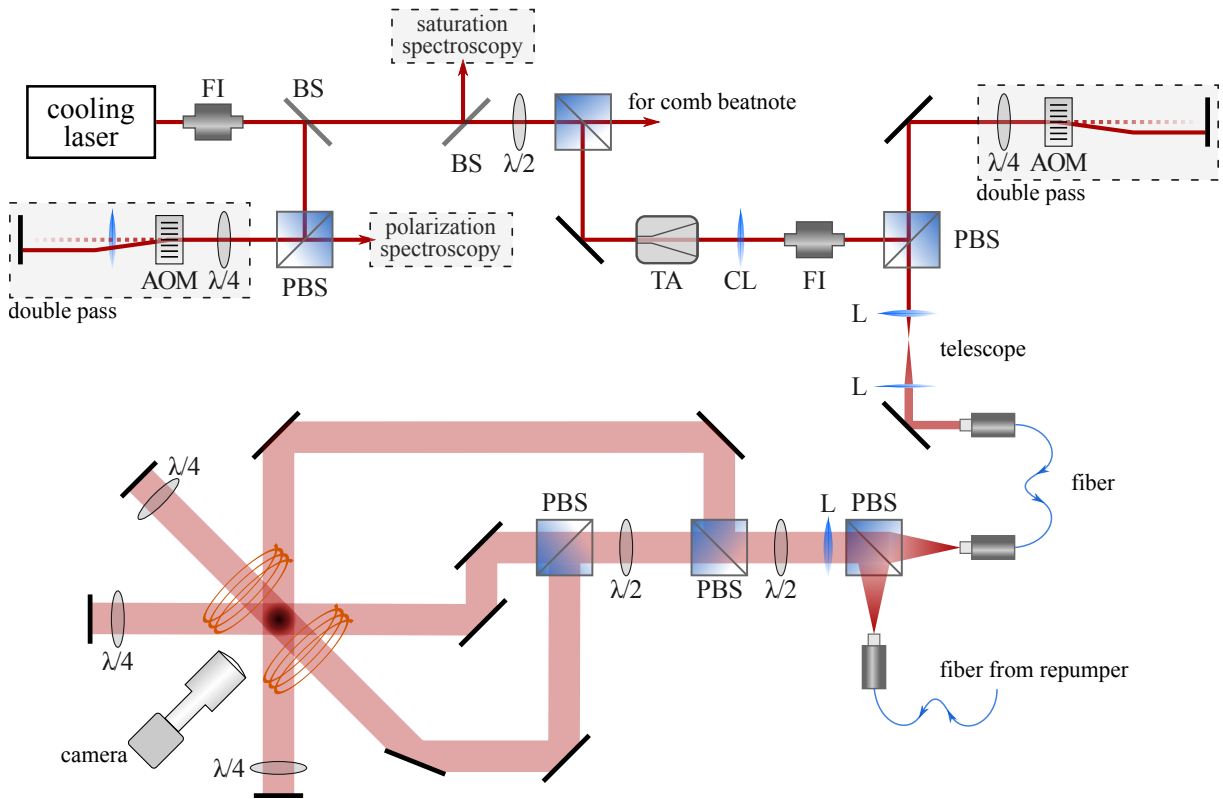 saturation
spectroscopy
cooling
laser
FI
BS
BS
λ/2
for comb beatnote
λ/4
AOM
double pass
AOM
λ/4
double pass
PBS
polarization
spectroscopy
TA
CL
FI
PBS
L
telescope
L
fiber
λ/4
PBS
λ/2
PBS
λ/2
L
PBS
λ/4
camera
λ/4
fiber from repumper